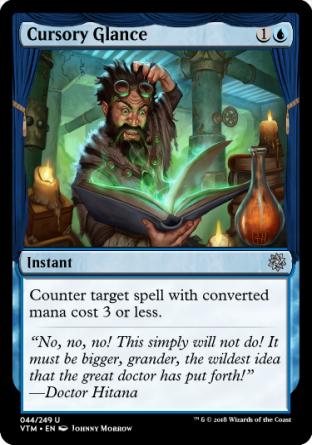 Cursory Glance 1
Instant
Counter target spell with converted
mana cost 3 or less.
“No, no, no! This simply will not do! It
must be bigger, grander, the wildest idea
that the great doctor has put forth!”
—Doctor Hitana
044/249 U
VTM • EN Johnny Morrow
™ & © 2018 Wizards of the Coast